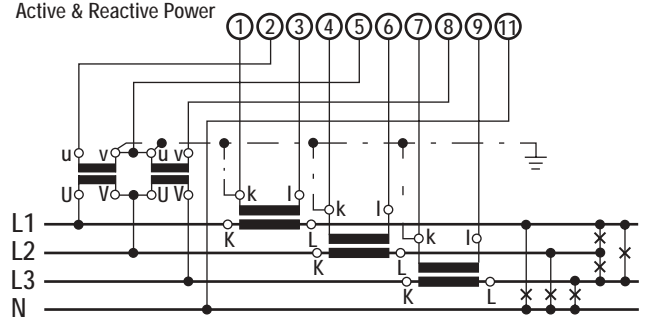 Active & Reactive Power
1 2 3 4 5 6 7 8 9 11
u v u v
U V U V
k l
k l
k l
L1
K L
L2
K L
L3
K L
N